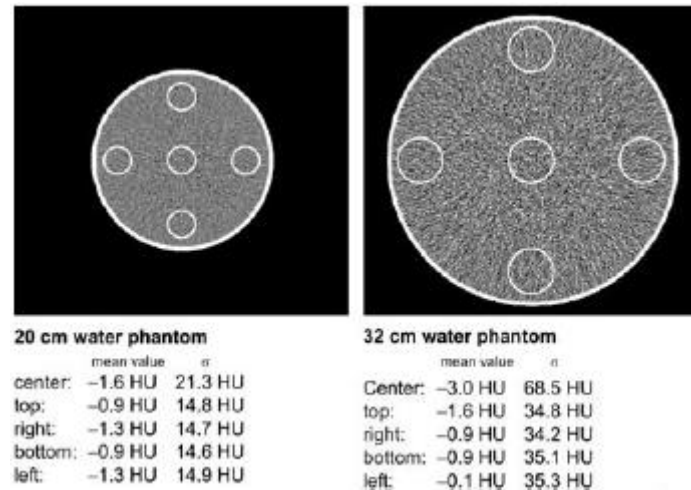 20 cm water phantom
mean value σ
center: −1.6 HU 21.3 HU
top: −0.9 HU 14.8 HU
right: −1.3 HU 14.7 HU
bottom: −0.9 HU 14.6 HU
left: −1.3 HU 14.9 HU
32 cm water phantom
mean value σ
Center: −3.0 HU 68.5 HU
top: −1.6 HU 34.8 HU
right: −0.9 HU 34.2 HU
bottom: −0.9 HU 35.1 HU
left: −0.1 HU 35.3 HU